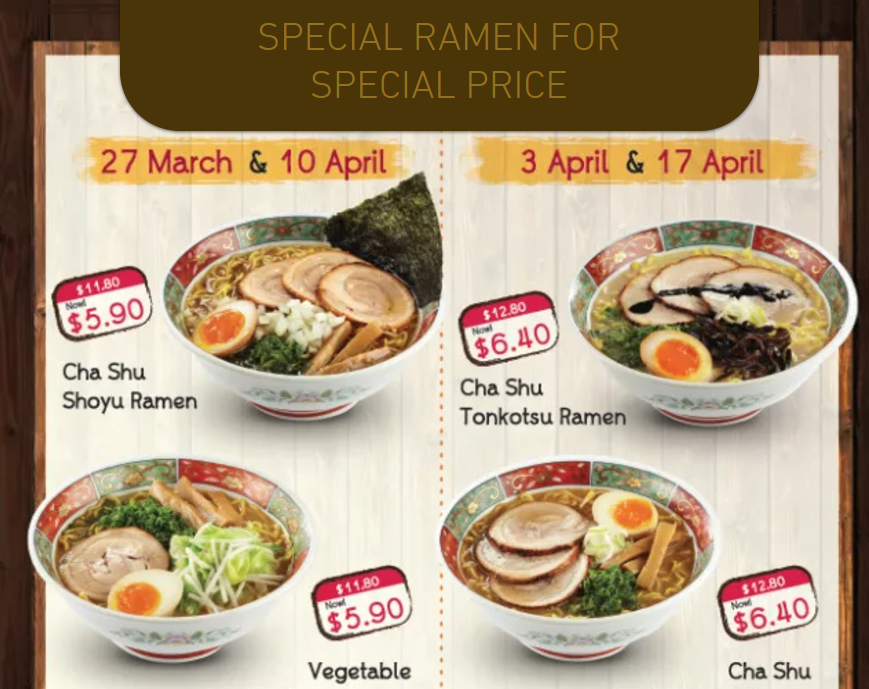 SPECIAL RAMEN FOR
SPECIAL PRICE
27 March & 10 April
$11.80
Now!
$5.90
Cha Shu
Shoyu Ramen
$11.80
Now!
$5.90
Vegetable
3 April & 17 April
$12.80
Now!
$6.40
Cha Shu
Tonkotsu Ramen
$12.80
Now!
$6.40
Cha Shu